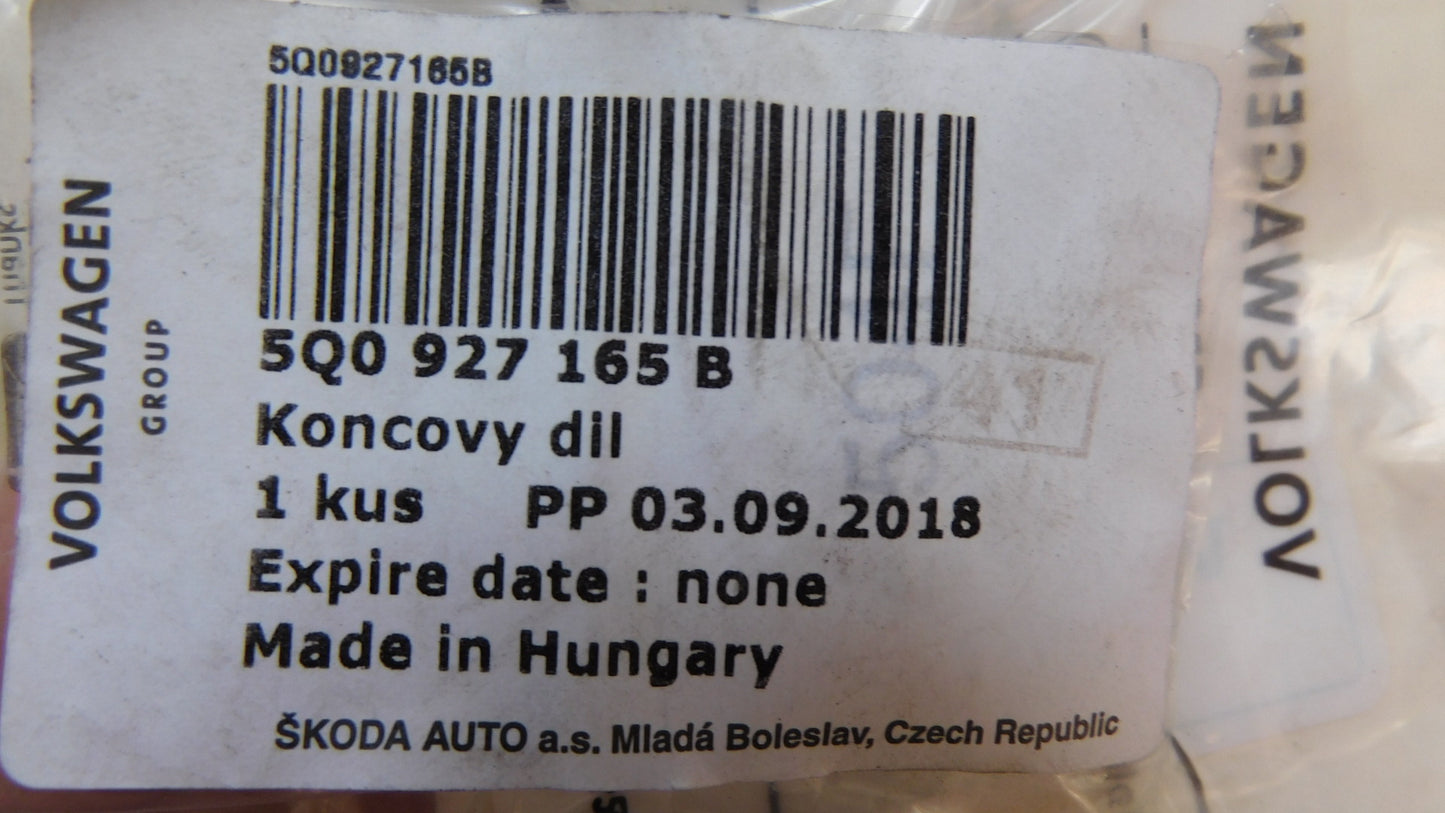 5Q0927165B
5Q0 927 165 B
Koncovy dil
1 kus PP 03.09.2018
Expire date : none
Made in Hungary
ŠKODA AUTO a.s. Mladá Boleslav, Czech Republic
VOLKSWAGEN
GROUP
41
VOLKSWAGEN